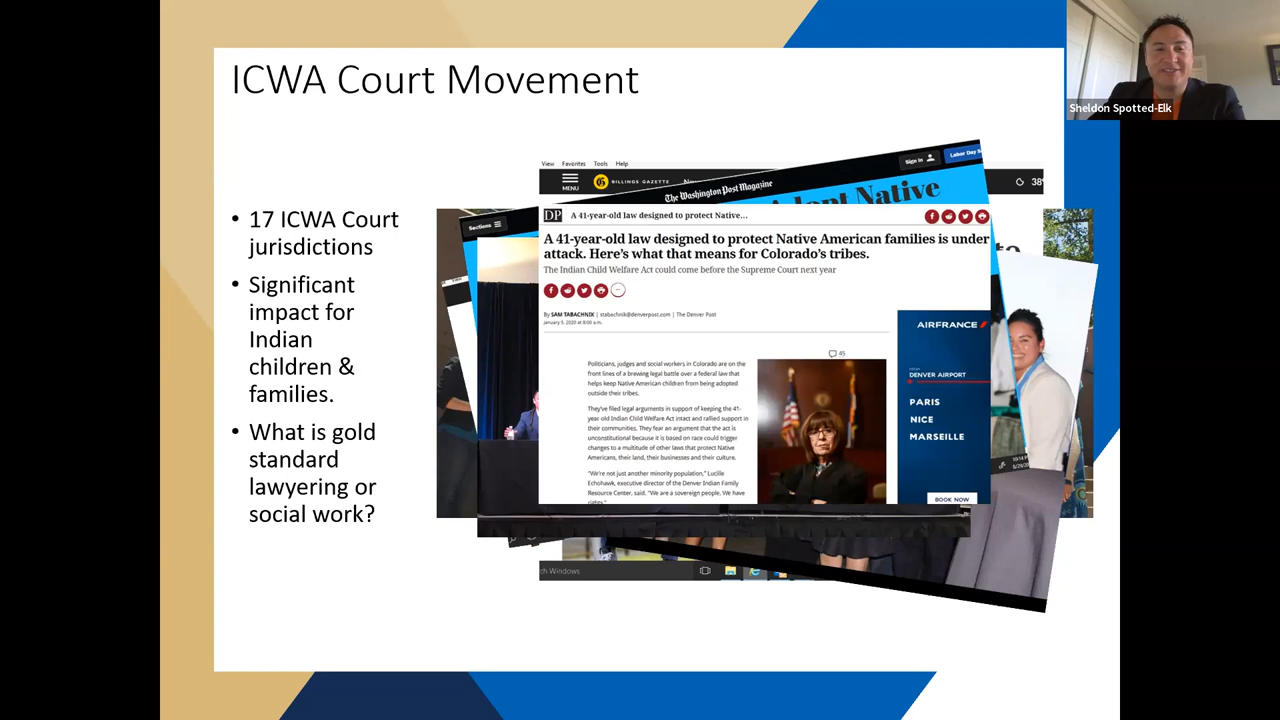 ICWA Court Movement
Sheldon Spotted-Elk
• 17 ICWA Court
jurisdictions
• Significant
impact for
Indian
children &
families.
• What is gold
standard
lawyering or
social work?
View Favorites Tools Help
MENU
BILLINGS GAZETTE
38°
The Washington Post Magazine
Sign in
Labor Day S
Native
Sections
DP A 41-year-old law designed to protect Native...
A 41-year-old law designed to protect Native American families is under
attack. Here's what that means for Colorado's tribes.
The Indian Child Welfare Act could come before the Supreme Court next year
By SAM TABACHNIK | stabachnik@denverpost.com | The Denver Post
January 5, 2020 at 8:00 a.m.
45
Politicians, judges and social workers in Colorado are on the
front lines of a brewing legal battle over a federal law that
helps keep Native American children from being adopted
outside their tribes.
They've filed legal arguments in support of keeping the 41-
year old Indian Child Welfare Act intact and rallied support in
their communities. They fear an argument that the act is
unconstitutional because it is based on race could trigger
changes to a multitude of other laws that protect Native
Americans, their land, their businesses and their culture.
"We're not just another minority population," Lucille
Echohawk, executive director of the Denver Indian Family
Resource Center, said. "We are a sovereign people. We have
rights."
AIRFRANCE
DENVER AIRPORT
PARIS
NICE
MARSEILLE
BOOK NOW
ch Windows